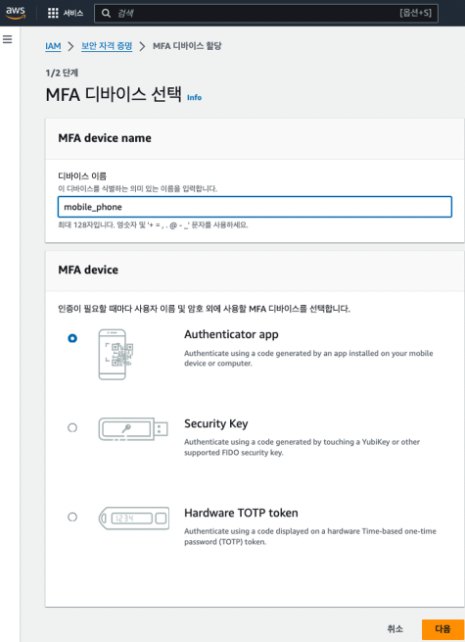 aws
서비스
검색
[옵션+S]
IAM > 보안 자격 증명 > MFA 디바이스 할당
1/2 단계
MFA 디바이스 선택 Info
MFA device name
디바이스 이름
이 디바이스를 식별하는 의미 있는 이름을 입력합니다.
mobile_phone
최대 128자입니다. 영숫자 및 '+ = , . @ - _' 문자를 사용하세요.
MFA device
인증이 필요할 때마다 사용자 이름 및 암호 외에 사용할 MFA 디바이스를 선택합니다.
Authenticator app
Authenticate using a code generated by an app installed on your mobile
device or computer.
Security Key
Authenticate using a code generated by touching a YubiKey or other
supported FIDO security key.
1234
Hardware TOTP token
Authenticate using a code displayed on a hardware Time-based one-time
password (TOTP) token.
취소
다음